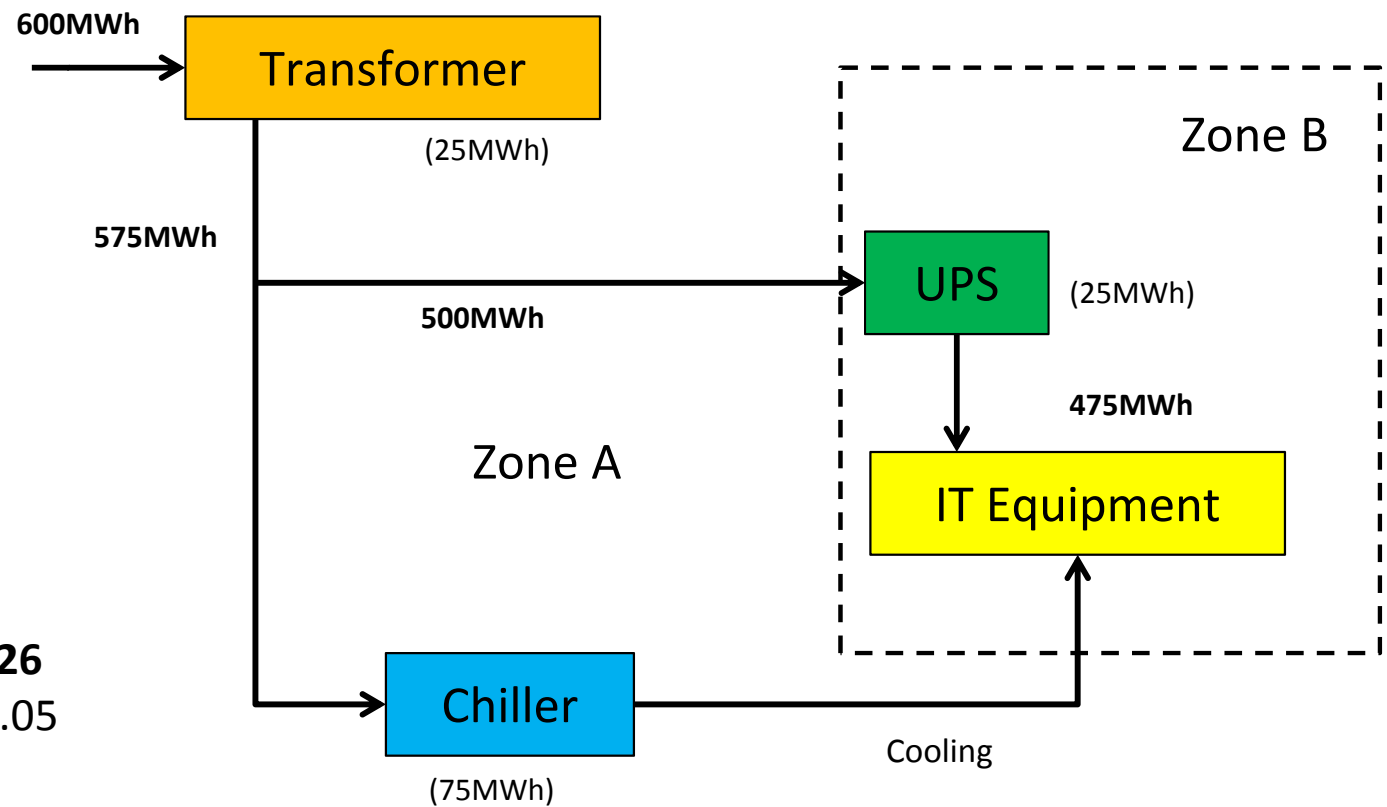 600MWh
Transformer
(25MWh)
Zone B
575MWh
UPS
(25MWh)
500MWh
475MWh
Zone A
IT Equipment
26
.05
Chiller
Cooling
(75MWh)